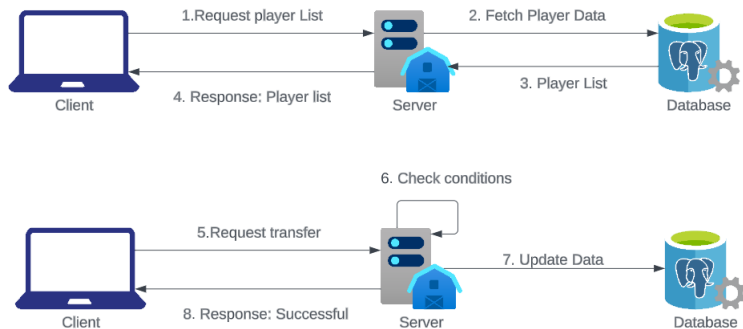 1.Request player List
2. Fetch Player Data
3. Player List
4. Response: Player list
Client
Server
Database
6. Check conditions
5.Request transfer
7. Update Data
8. Response: Successful
Client
Server
Database